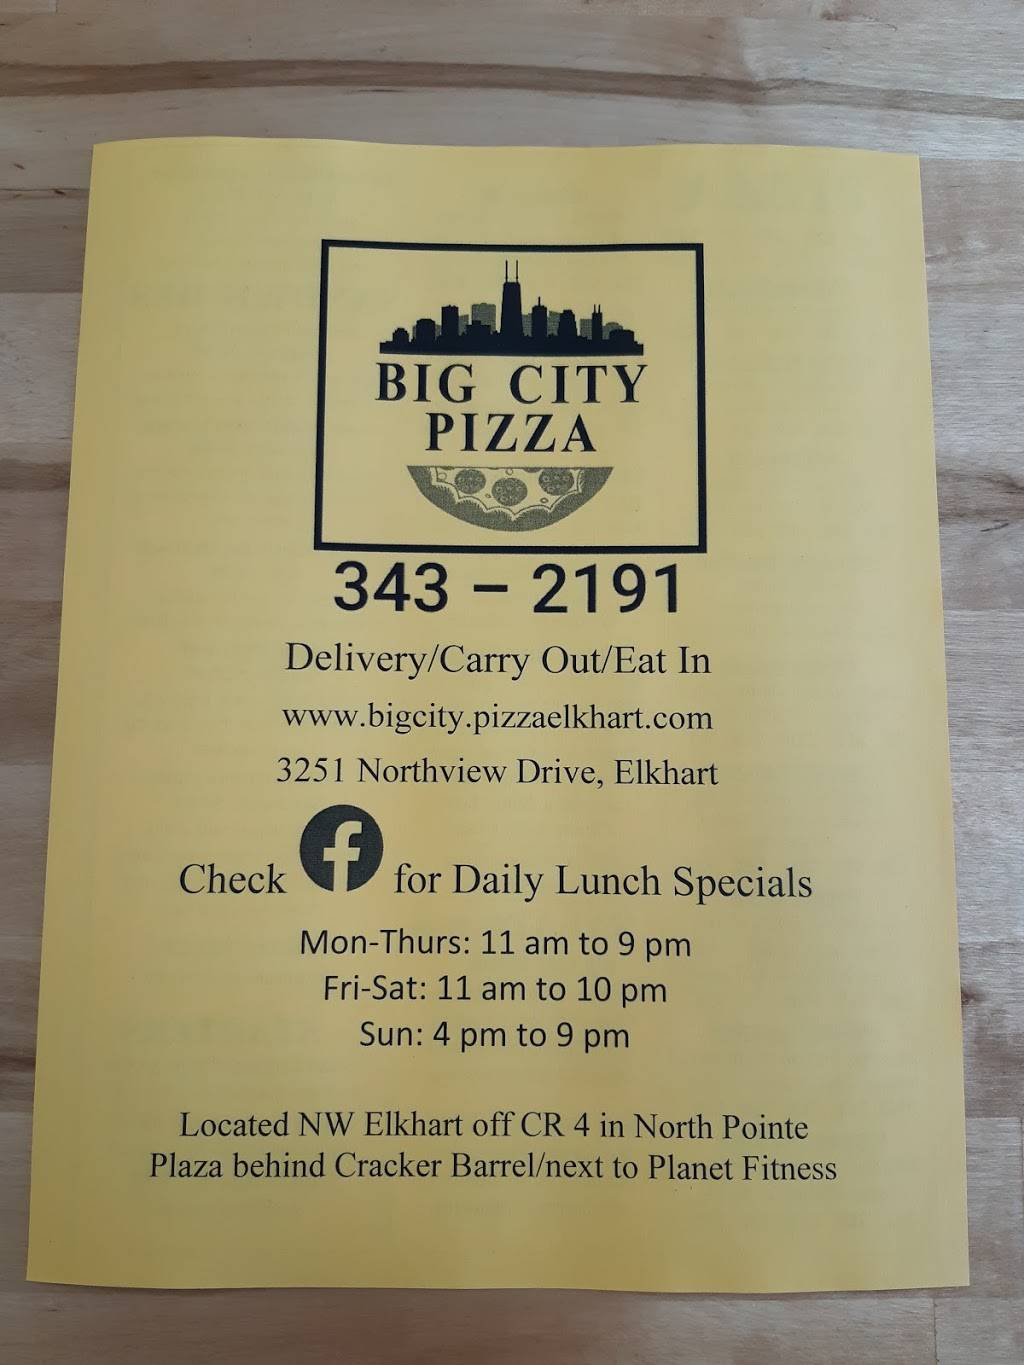 BIG CITY
PIZZA
343 – 2191
Delivery/Carry Out/Eat In
www.bigcity.pizzaelkhart.com
3251 Northview Drive, Elkhart
Check f for Daily Lunch Specials
Mon-Thurs: 11 am to 9 pm
Fri-Sat: 11 am to 10 pm
Sun: 4 pm to 9 pm
Located NW Elkhart off CR 4 in North Pointe
Plaza behind Cracker Barrel/next to Planet Fitness